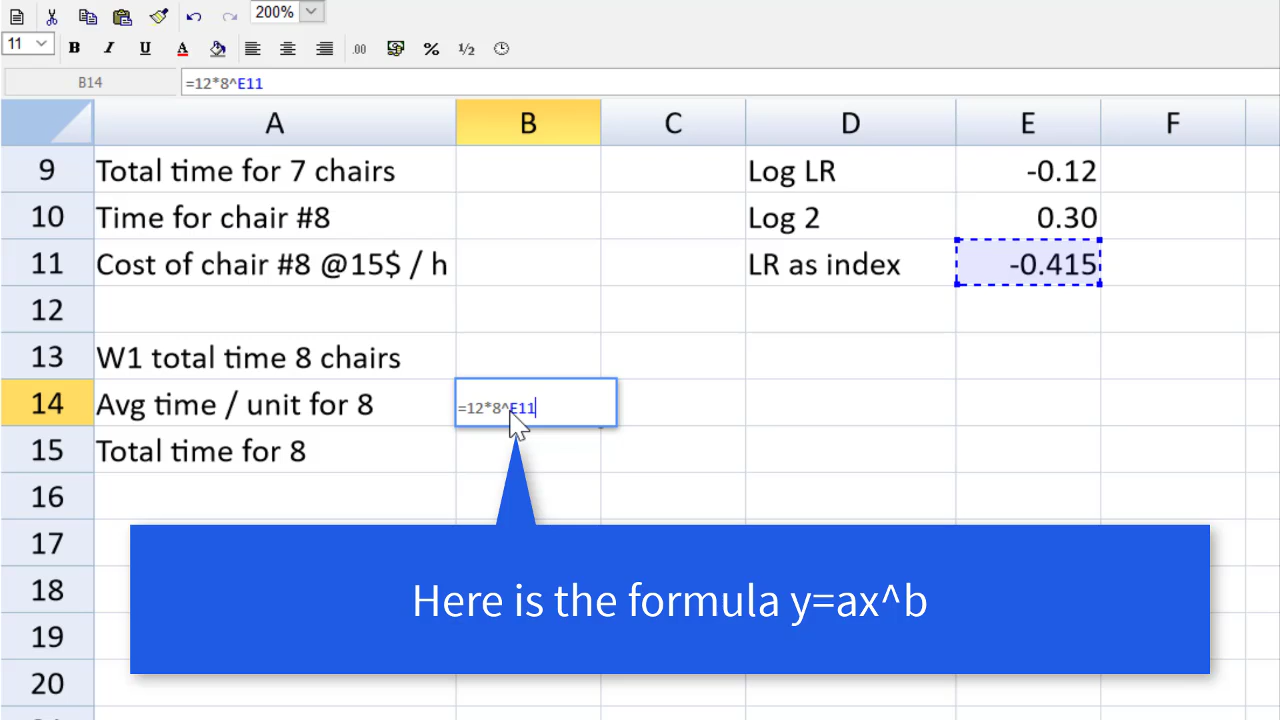 200%
11 B I U A .00 % 1/2
B14 =12*8^E11
A B C D E F
9 Total time for 7 chairs Log LR -0.12
10 Time for chair #8 Log 2 0.30
11 Cost of chair #8 @15$ / h LR as index -0.415
12
13 W1 total time 8 chairs
14 Avg time / unit for 8 =12*8^E11
15 Total time for 8
16
17
18
19
20
Here is the formula y=ax^b